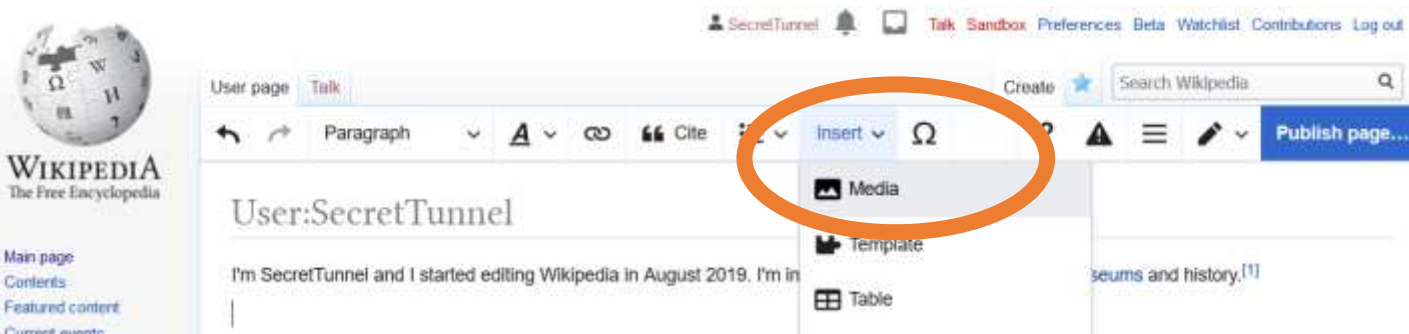 SecretTunnel Talk Sandbox Preferences Beta Watchlist Contributions Log out
User page Talk Create Search Wikipedia
Paragraph A Cite Insert Ω Publish page...
WIKIPEDIA
The Free Encyclopedia
Media
User:SecretTunnel
Template
Main page
I'm SecretTunnel and I started editing Wikipedia in August 2019. I'm in seums and history.[1]
Contents
Table
Featured content
Current events